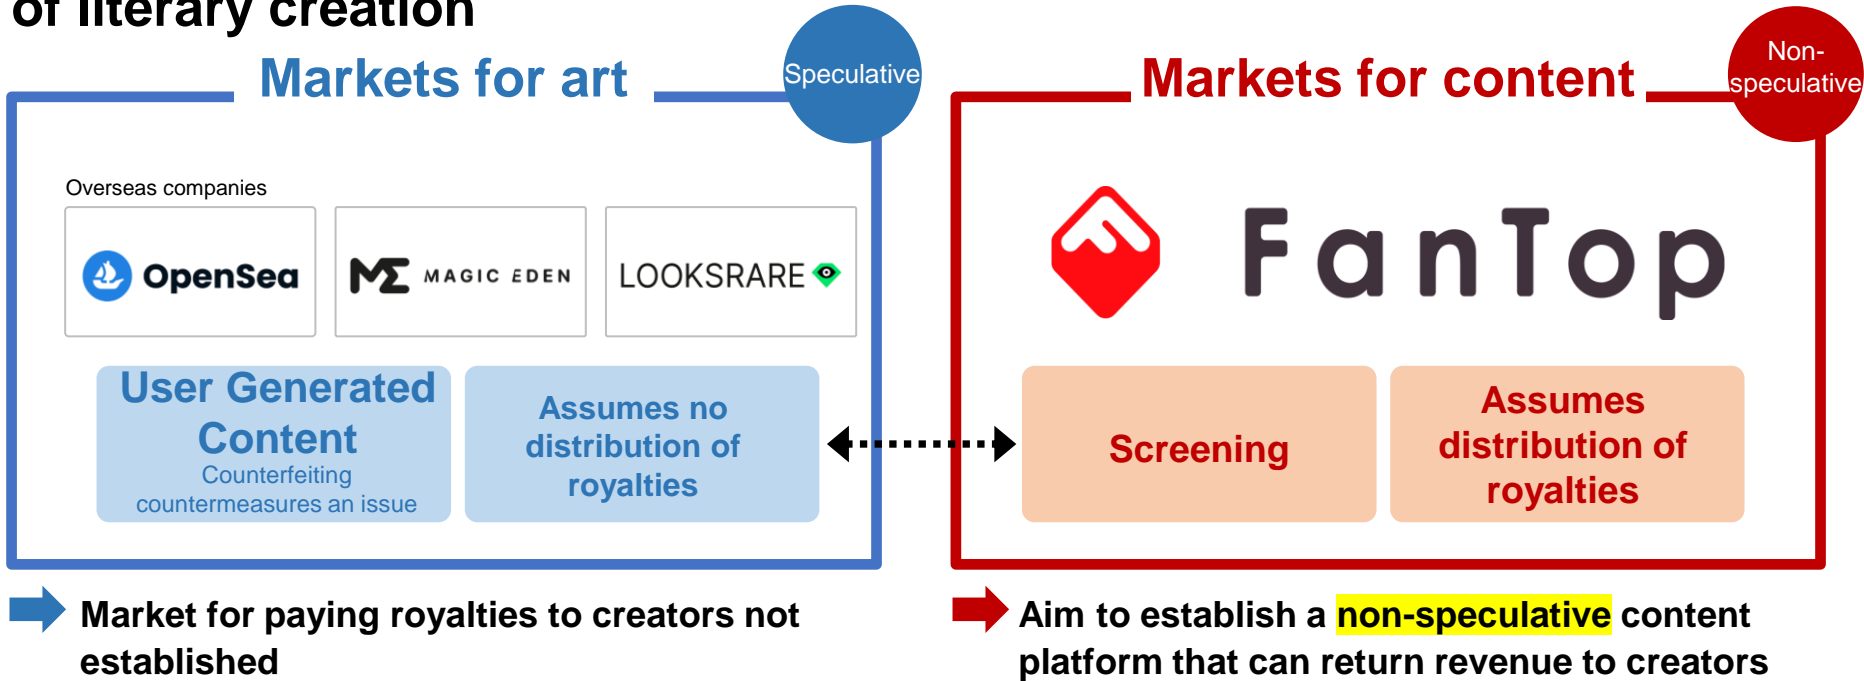 of literary creation
Markets for art
Speculative
Overseas companies
OpenSea
ME MAGIC EDEN
LOOKSRARE
User Generated
Content
Counterfeiting
countermeasures an issue
Assumes no
distribution of
royalties
Market for paying royalties to creators not
established
Markets for content
Non-
speculative
FanTop
Screening
Assumes
distribution of
royalties
Aim to establish a non-speculative content
platform that can return revenue to creators